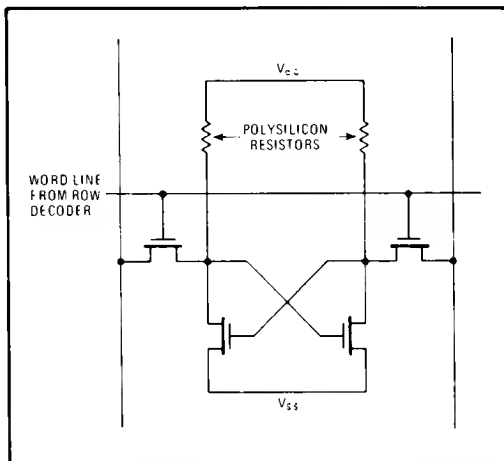 Vcc
POLYSILICON
RESISTORS
WORD LINE
FROM ROW
DECODER
Vss